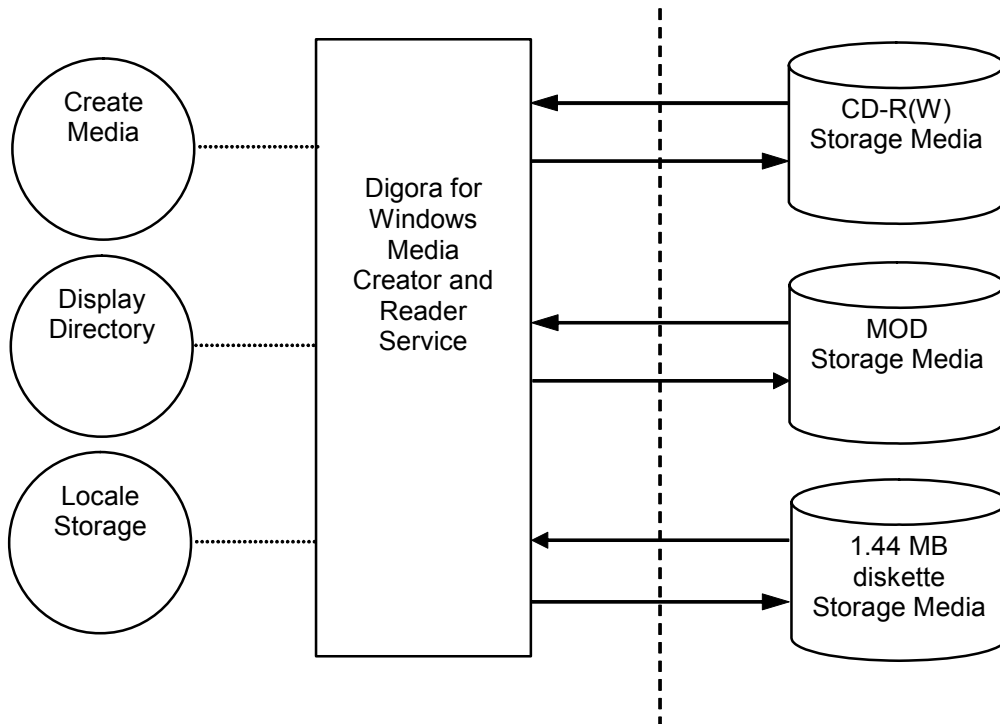 Create
Media
Display
Directory
Locale
Storage
Digora for
Windows
Media
Creator and
Reader
Service
CD-R(W)
Storage Media
MOD
Storage Media
1.44 MB
diskette
Storage Media